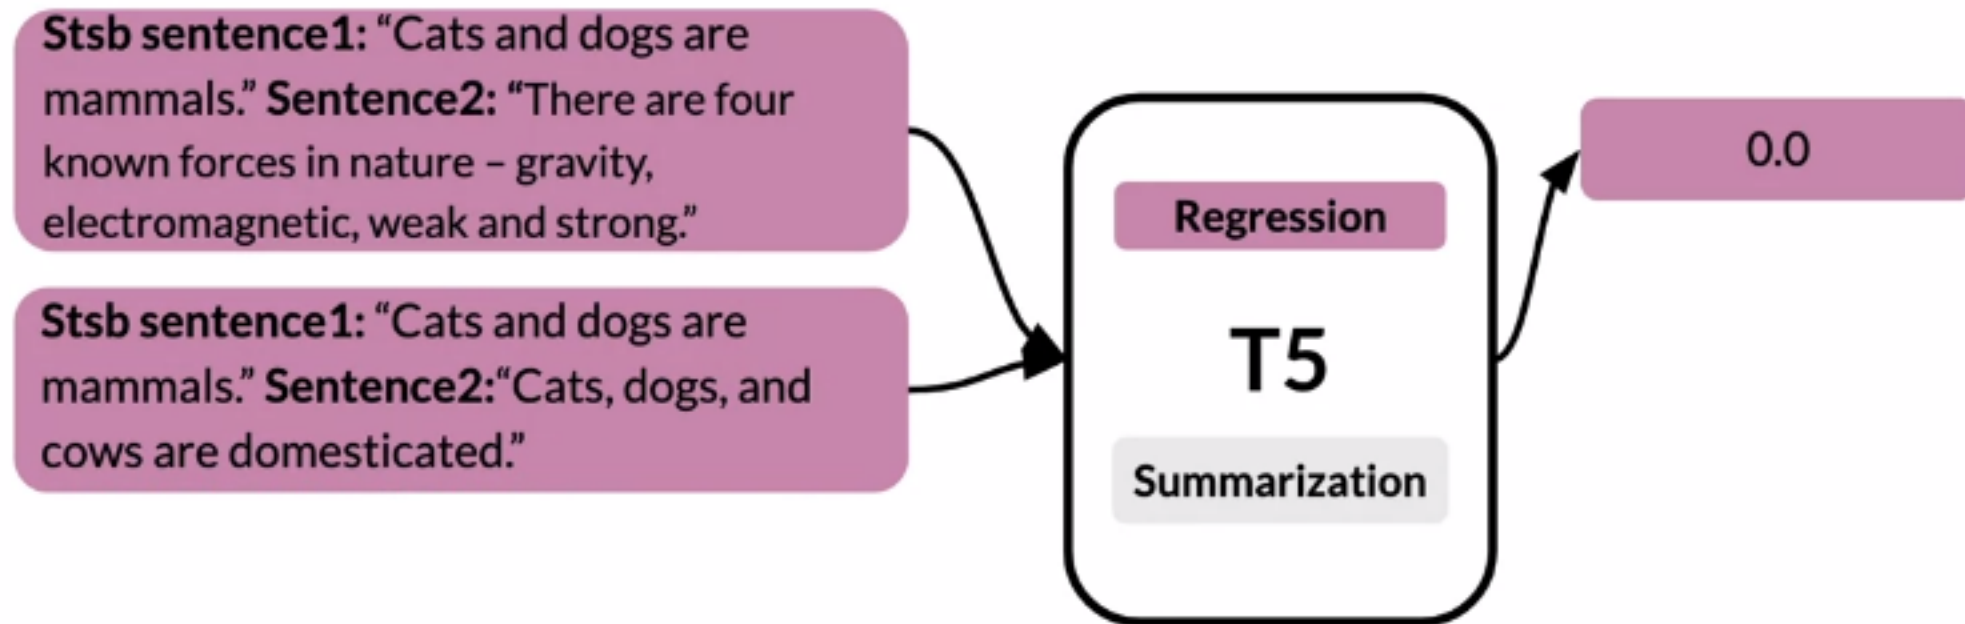 Stsb sentence1: “Cats and dogs are
mammals.” Sentence2: “There are four
known forces in nature – gravity,
electromagnetic, weak and strong.”
Stsb sentence1: “Cats and dogs are
mammals.” Sentence2:“Cats, dogs, and
cows are domesticated.”
Regression
T5
Summarization
0.0